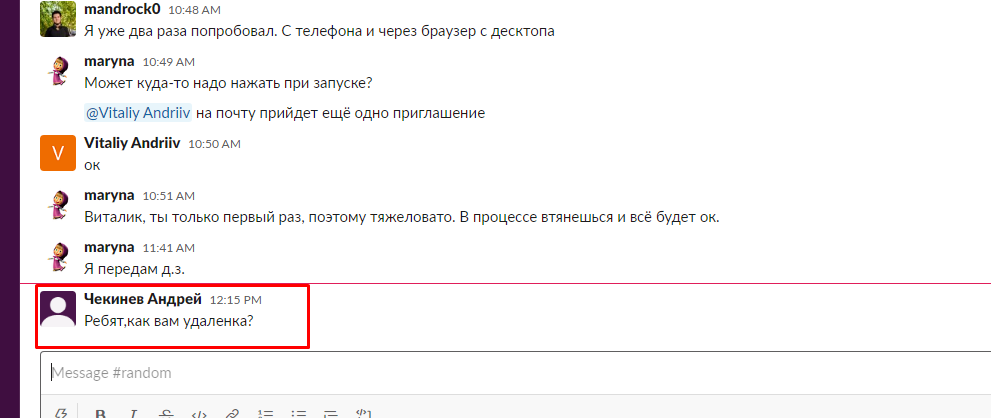 mandrock0 10:48 AM
Я уже два раза попробовал. С телефона и через браузер с десктопа
maryna 10:49 AM
Может куда-то надо нажать при запуске?
@Vitaliy Andriiv на почту прийдет ещё одно приглашение
V
Vitaliy Andriiv 10:50 AM
ок
maryna 10:51 AM
Виталик, ты только первый раз, поэтому тяжеловато. В процессе втянешься и всё будет ок.
maryna 11:41 AM
Я передам д.з.
Чекинев Андрей 12:15 PM
Ребят,как вам удаленка?
Message #random
B I